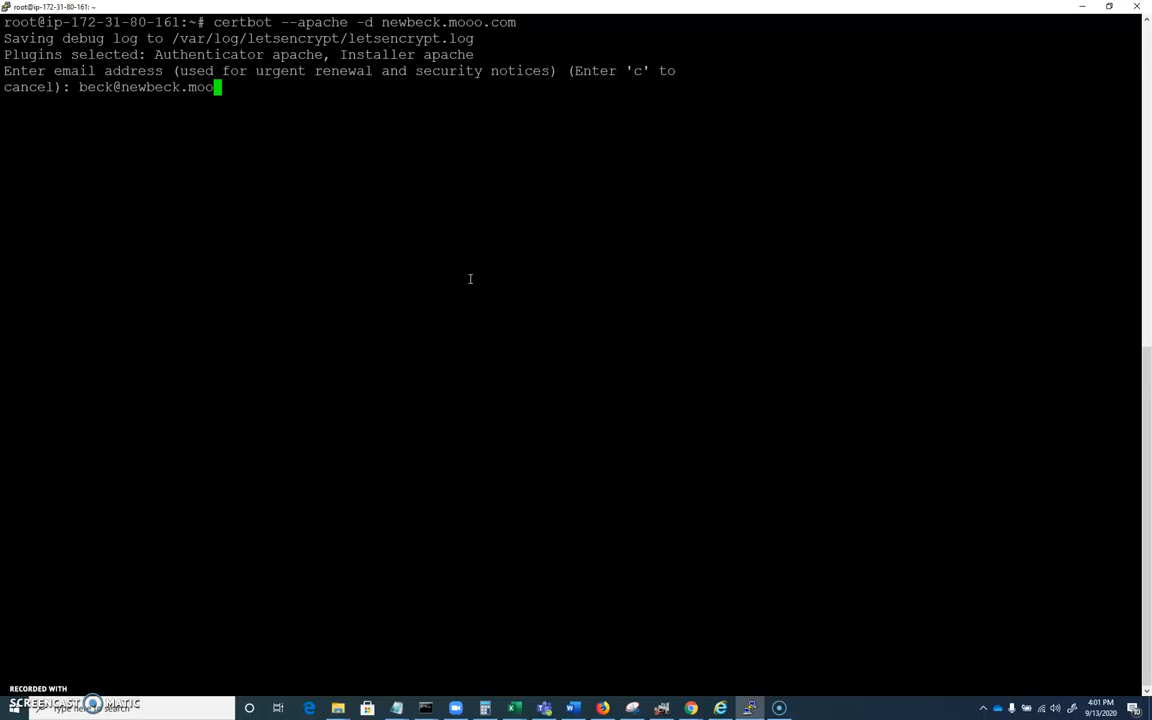 root@ip-172-31-80-161: ~
root@ip-172-31-80-161:~# certbot --apache -d newbeck.mooo.com
Saving debug log to /var/log/letsencrypt/letsencrypt.log
Plugins selected: Authenticator apache, Installer apache
Enter email address (used for urgent renewal and security notices) (Enter 'c' to
cancel): beck@newbeck.moo
RECORDED WITH
SCREENCAST MATIC
Type here to search
4:01 PM
9/13/2020